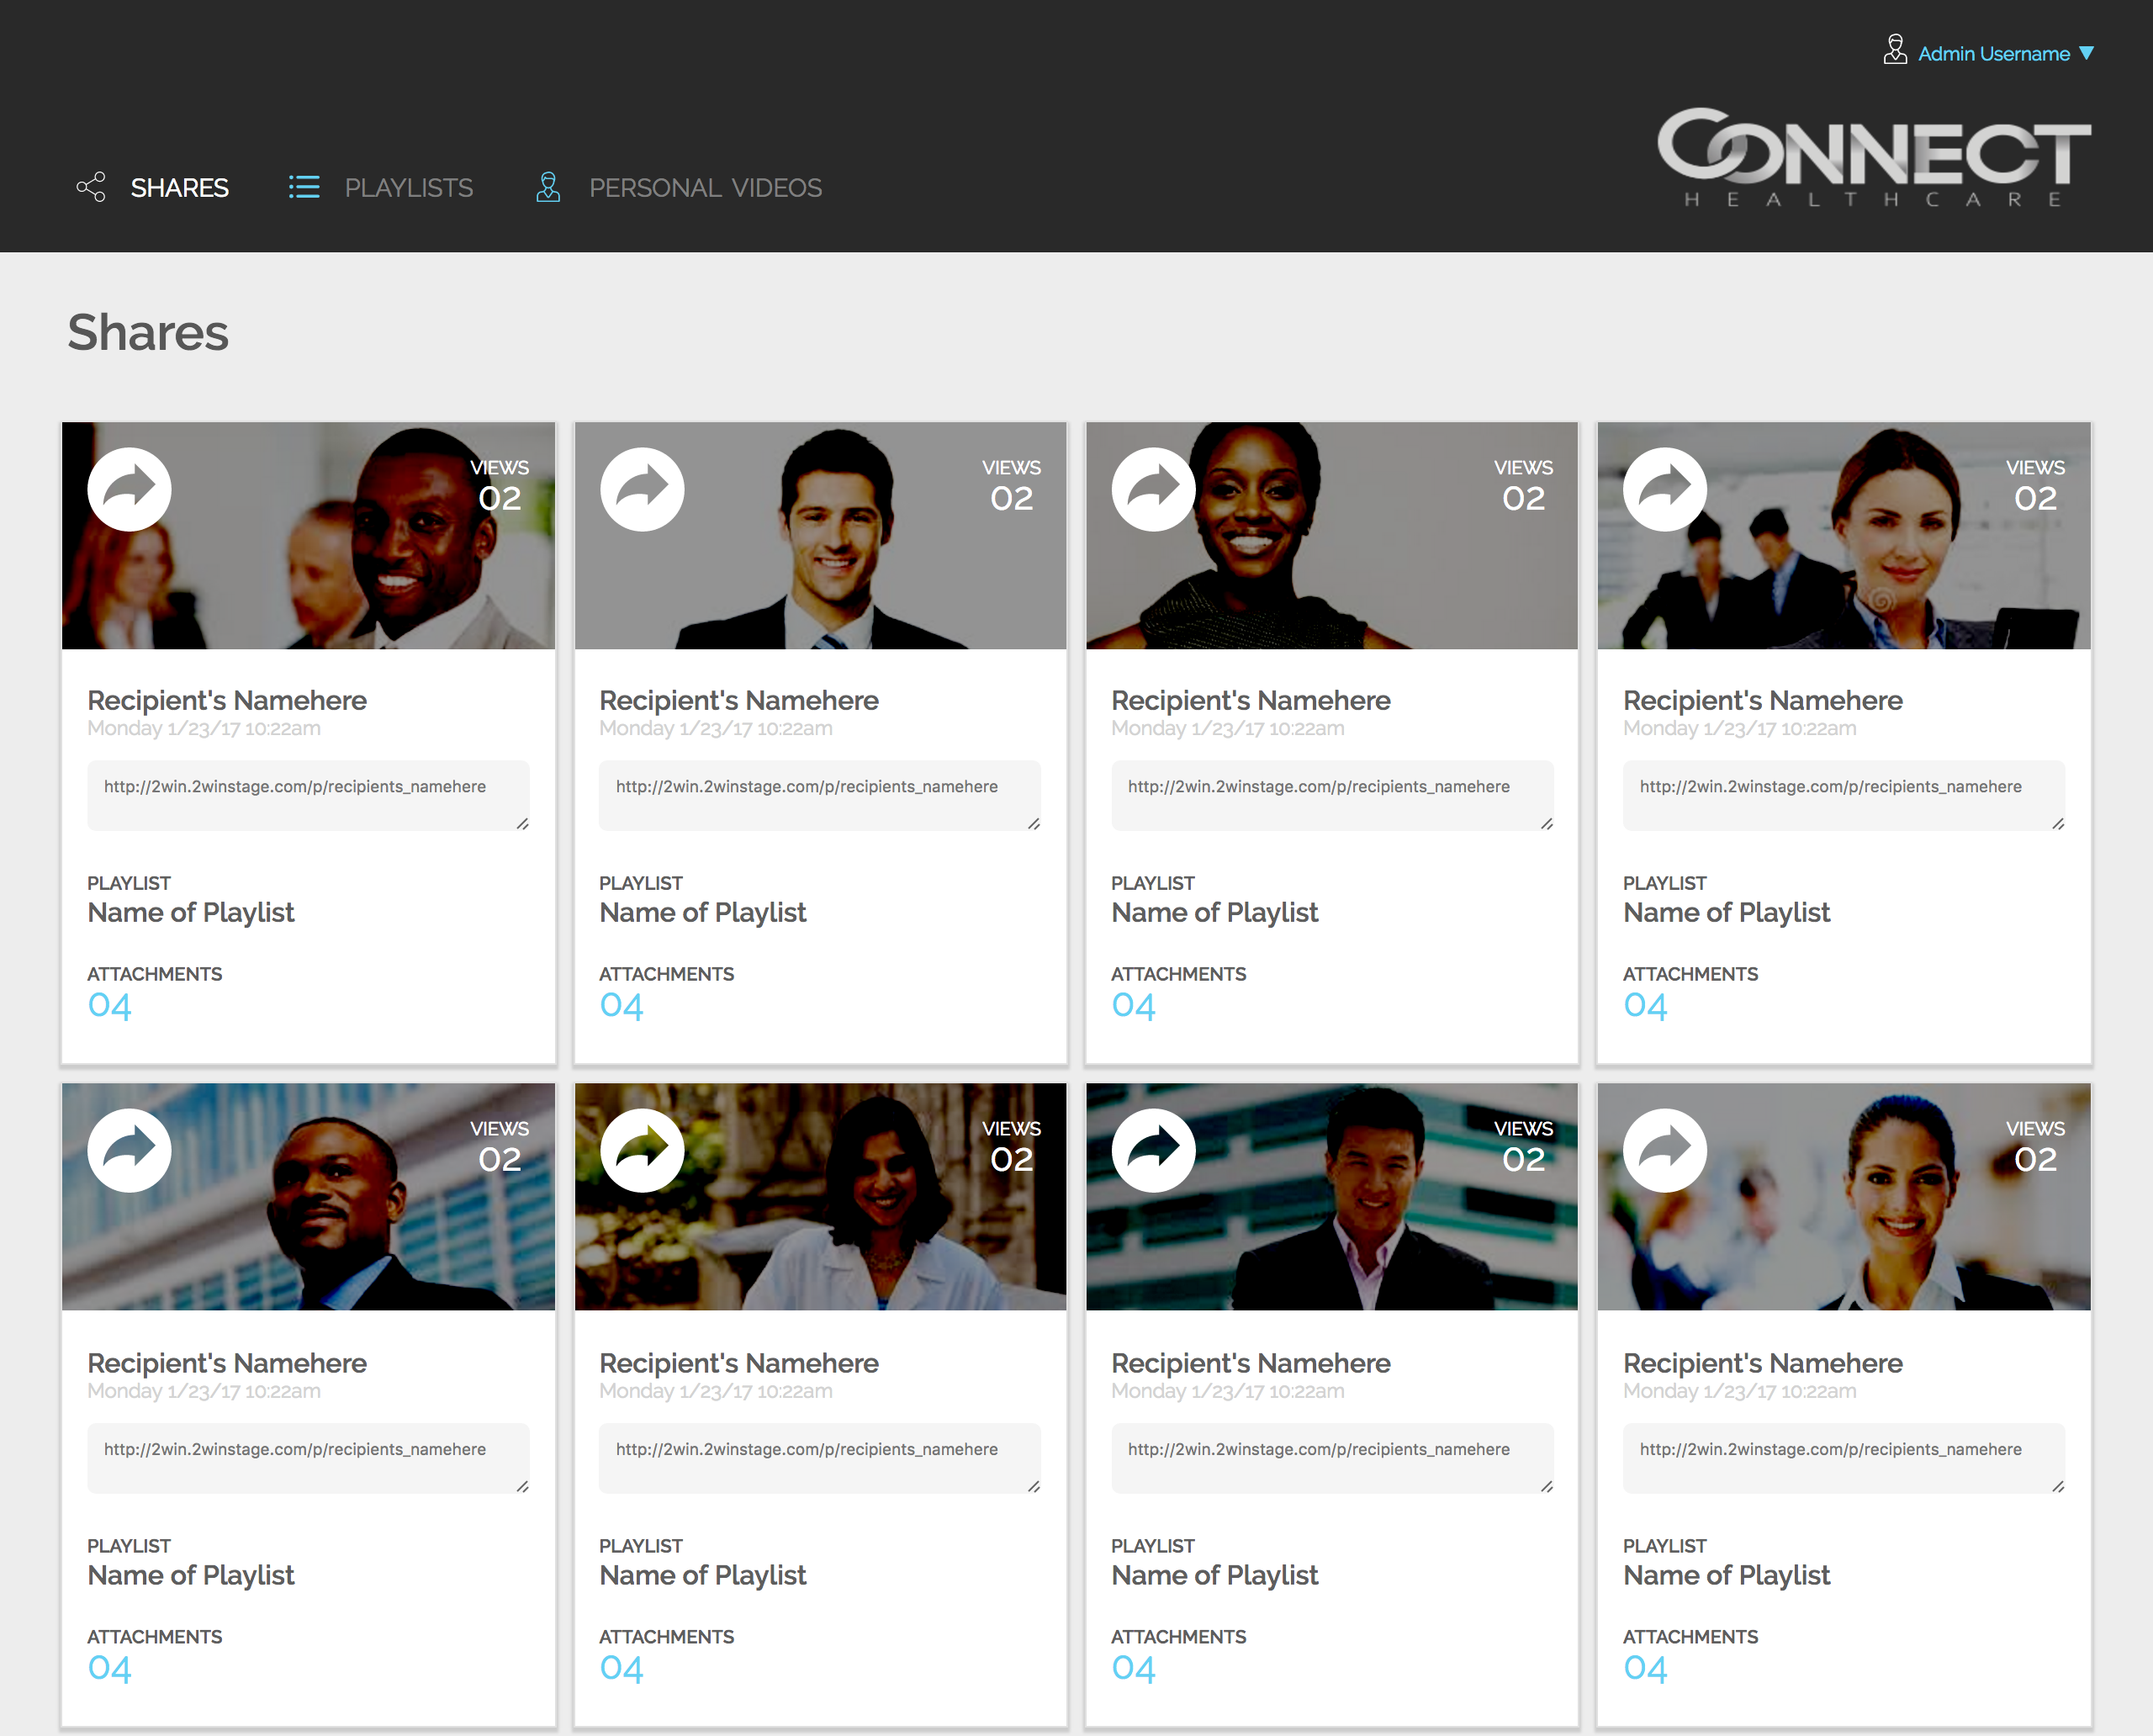 Admin Username
CONNECT
HEALTHCARE
SHARES PLAYLISTS PERSONAL VIDEOS
Shares
VIEWS VIEWS VIEWS VIEWS
02 02 02 02
Recipient's Namehere Recipient's Namehere Recipient's Namehere Recipient's Namehere
Monday 1/23/17 10:22am Monday 1/23/17 10:22am Monday 1/23/17 10:22am Monday 1/23/17 10:22am
http://2win.2winstage.com/p/recipients_namehere http://2win.2winstage.com/p/recipients_namehere http://2win.2winstage.com/p/recipients_namehere http://2win.2winstage.com/p/recipients_namehere
PLAYLIST PLAYLIST PLAYLIST PLAYLIST
Name of Playlist Name of Playlist Name of Playlist Name of Playlist
ATTACHMENTS ATTACHMENTS ATTACHMENTS ATTACHMENTS
04 04 04 04
VIEWS VIEWS VIEWS VIEWS
02 02 02 02
Recipient's Namehere Recipient's Namehere Recipient's Namehere Recipient's Namehere
Monday 1/23/17 10:22am Monday 1/23/17 10:22am Monday 1/23/17 10:22am Monday 1/23/17 10:22am
http://2win.2winstage.com/p/recipients_namehere http://2win.2winstage.com/p/recipients_namehere http://2win.2winstage.com/p/recipients_namehere http://2win.2winstage.com/p/recipients_namehere
PLAYLIST PLAYLIST PLAYLIST PLAYLIST
Name of Playlist Name of Playlist Name of Playlist Name of Playlist
ATTACHMENTS ATTACHMENTS ATTACHMENTS ATTACHMENTS
04 04 04 04